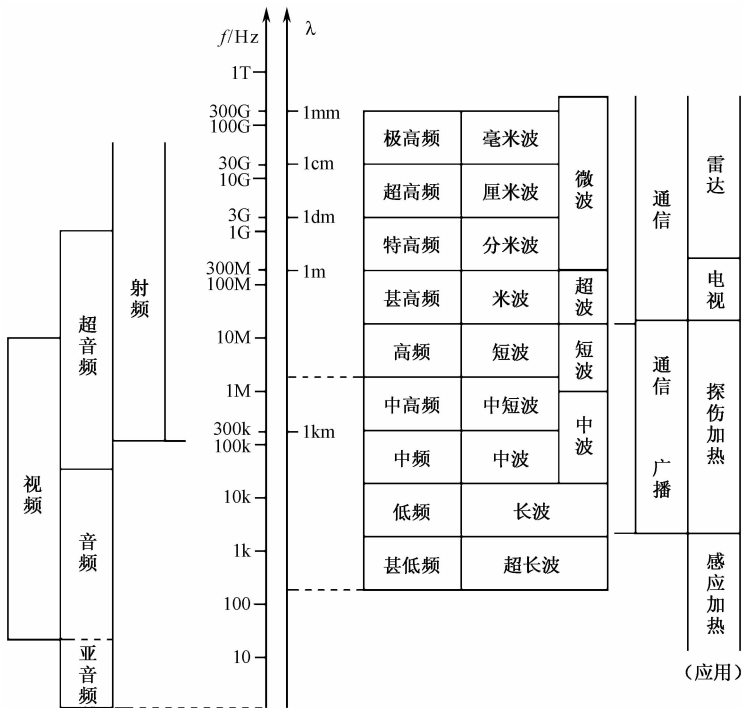 f/Hz
λ
1T
300G
100G
30G
10G
3G
1G
300M
100M
10M
1M
300k
100k
10k
1k
100
10
1mm
1cm
1dm
1m
1km
视频
超音频
音频
亚音频
射频
极高频 毫米波
超高频 厘米波
特高频 分米波
甚高频 米波
高频 短波
中高频 中短波
中频 中波
低频 长波
甚低频 超长波
微波
超波
短波
中波
通信
通信
广播
雷达
电视
探伤加热
感应加热
（应用）